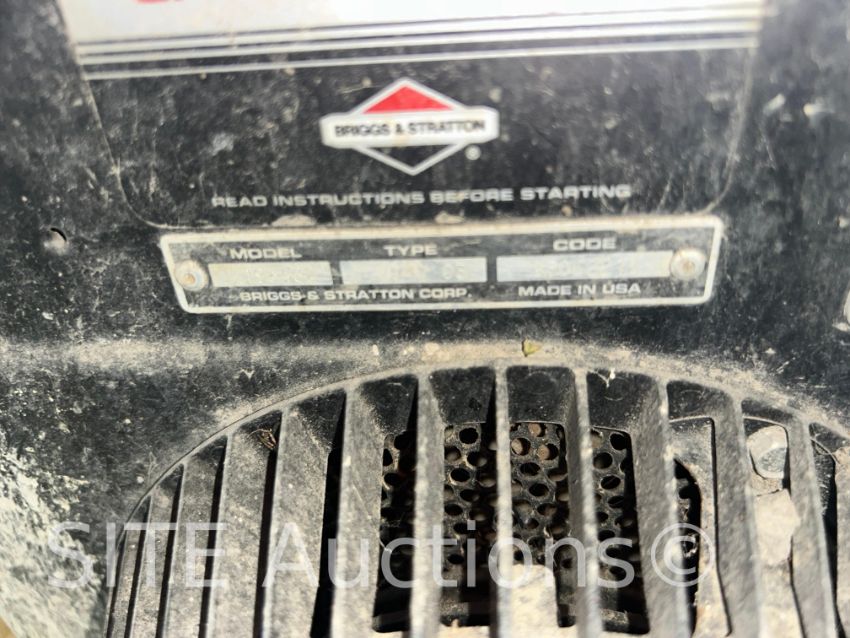 BRIGGS & STRATTON
®
READ INSTRUCTIONS BEFORE STARTING
MODEL TYPE CODE
BRIGGS & STRATTON CORP. MADE IN USA
SITE Auctions©